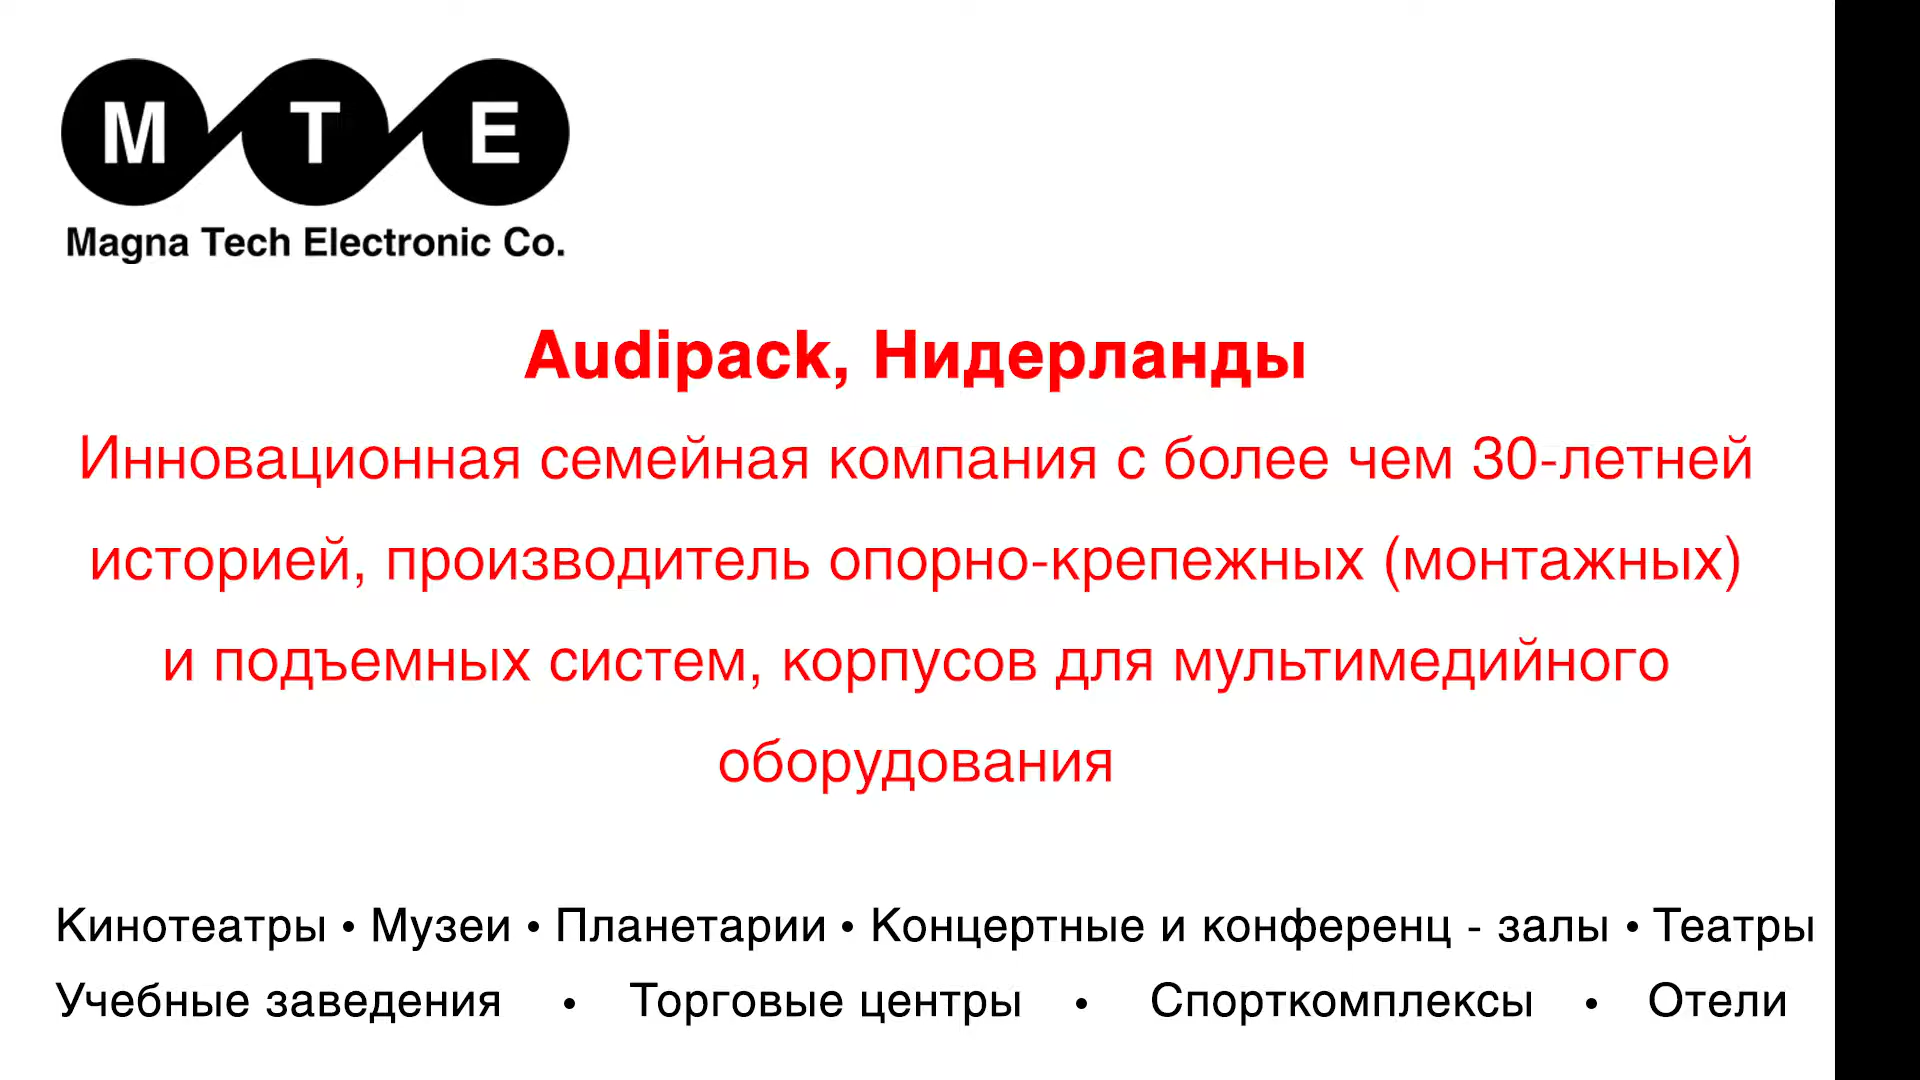 M T E
Magna Tech Electronic Co.
Audipack, Нидерланды
Инновационная семейная компания с более чем 30-летней
историей, производитель опорно-крепежных (монтажных)
и подъемных систем, корпусов для мультимедийного
оборудования
Кинотеатры • Музеи • Планетарии • Концертные и конференц - залы • Театры
Учебные заведения • Торговые центры • Спорткомплексы • Отели